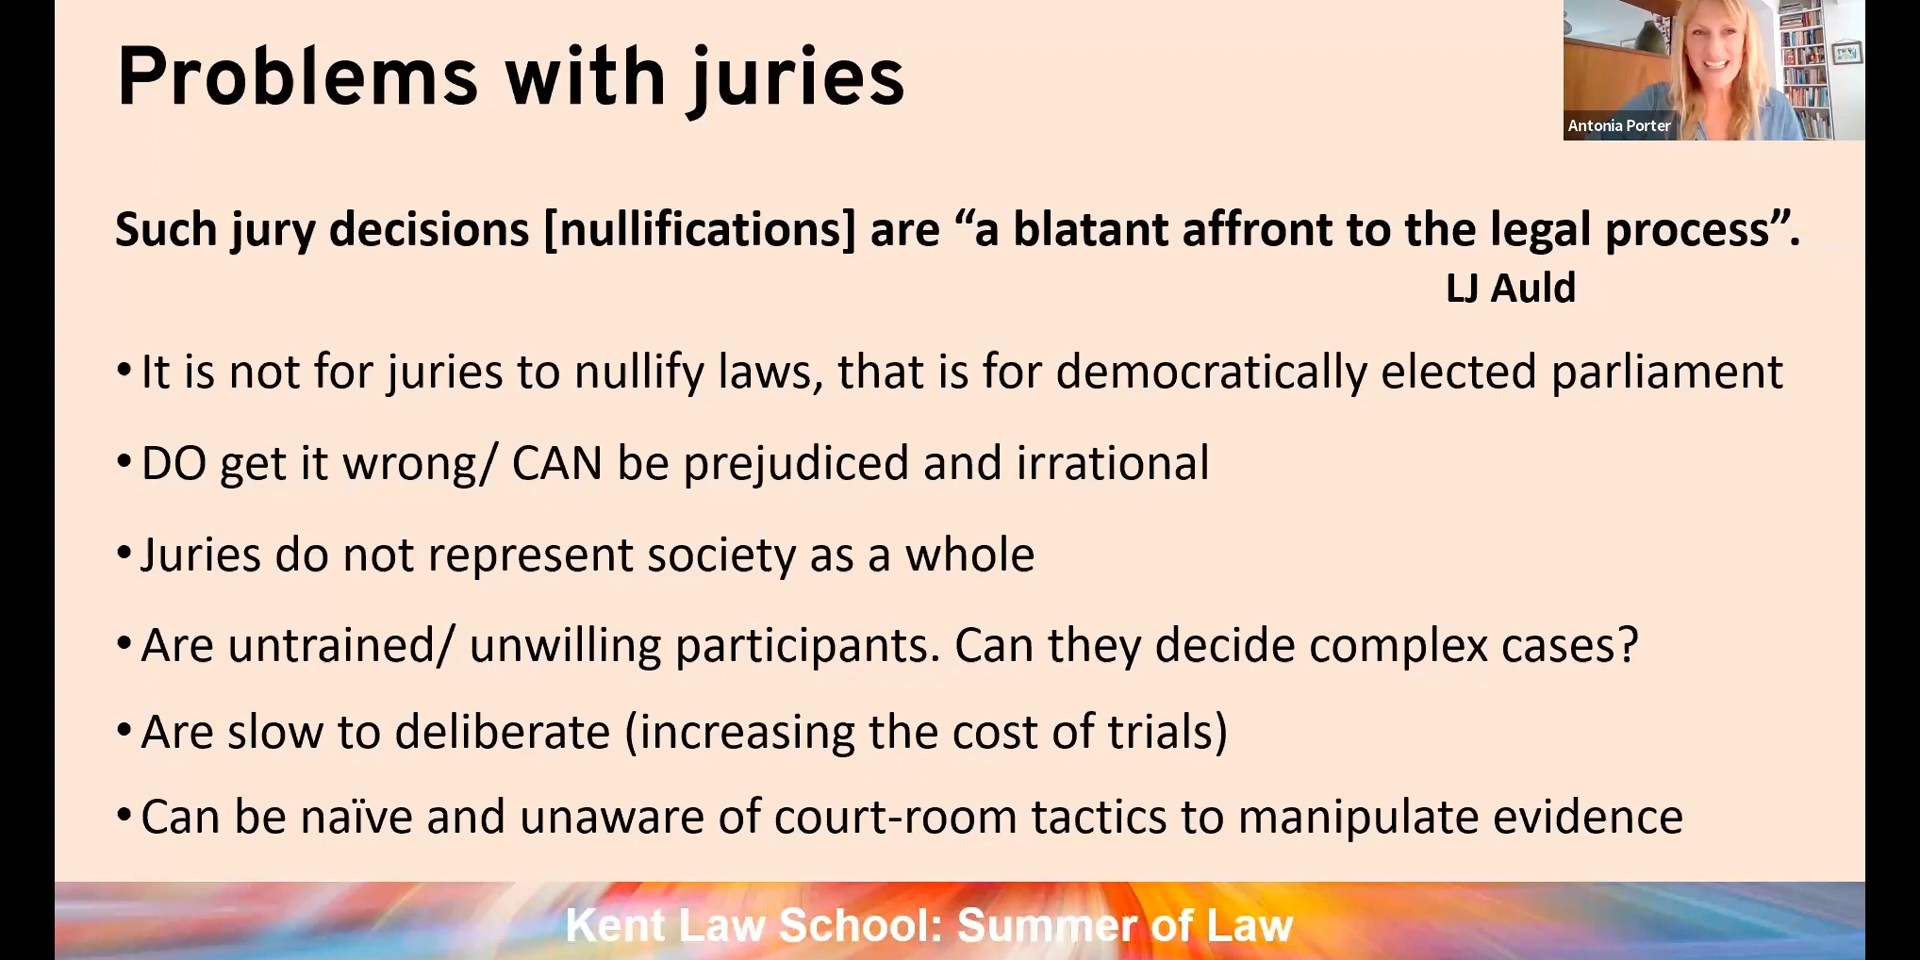 Problems with juries
Antonia Porter
Such jury decisions [nullifications] are “a blatant affront to the legal process”.
LJ Auld
•It is not for juries to nullify laws, that is for democratically elected parliament
•DO get it wrong/ CAN be prejudiced and irrational
•Juries do not represent society as a whole
•Are untrained/ unwilling participants. Can they decide complex cases?
•Are slow to deliberate (increasing the cost of trials)
•Can be naïve and unaware of court-room tactics to manipulate evidence
Kent Law School: Summer of Law